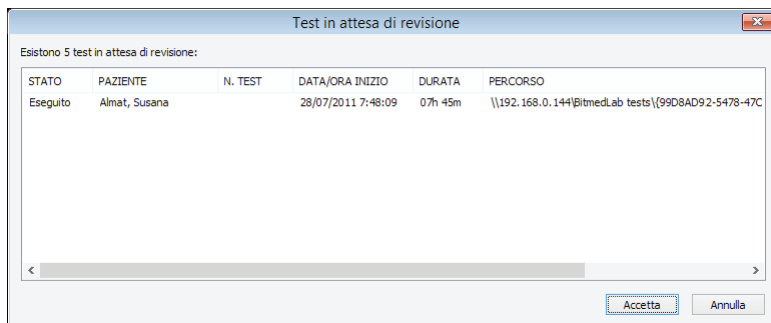 Test in attesa di revisione
Esistono 5 test in attesa di revisione:
STATO PAZIENTE N. TEST DATA/ORA INIZIO DURATA PERCORSO
Eseguito Almat, Susana 28/07/2011 7:48:09 07h 45m \\192.168.0.144\BitmedLab tests\{99D8AD92-5478-47C
Accetta Annulla